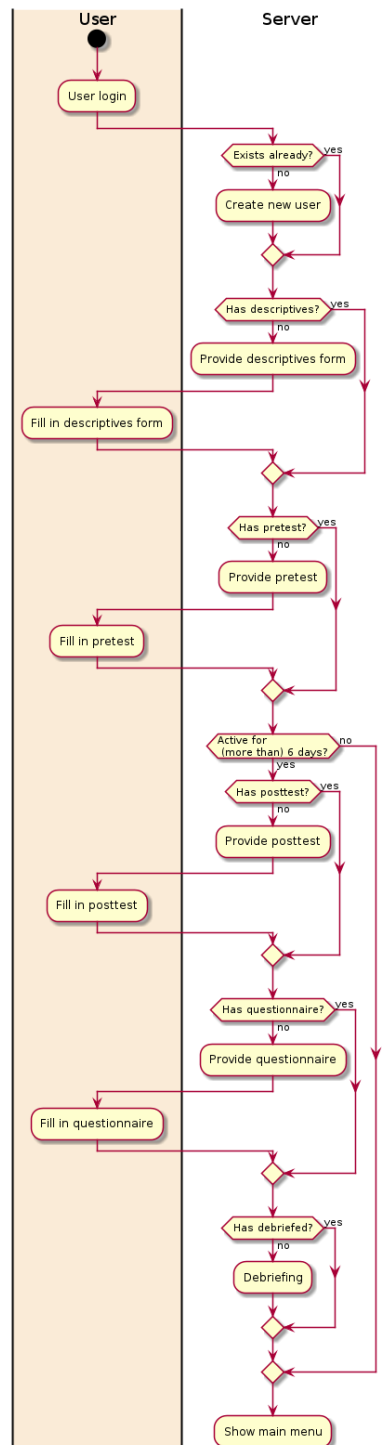 User
Server
User login
Exists already?
yes
no
Create new user
Has descriptives?
yes
no
Provide descriptives form
Fill in descriptives form
Has pretest?
yes
no
Provide pretest
Fill in pretest
Active for
(more than) 6 days?
no
yes
Has posttest?
yes
no
Provide posttest
Fill in posttest
Has questionnaire?
yes
no
Provide questionnaire
Fill in questionnaire
Has debriefed?
yes
no
Debriefing
Show main menu